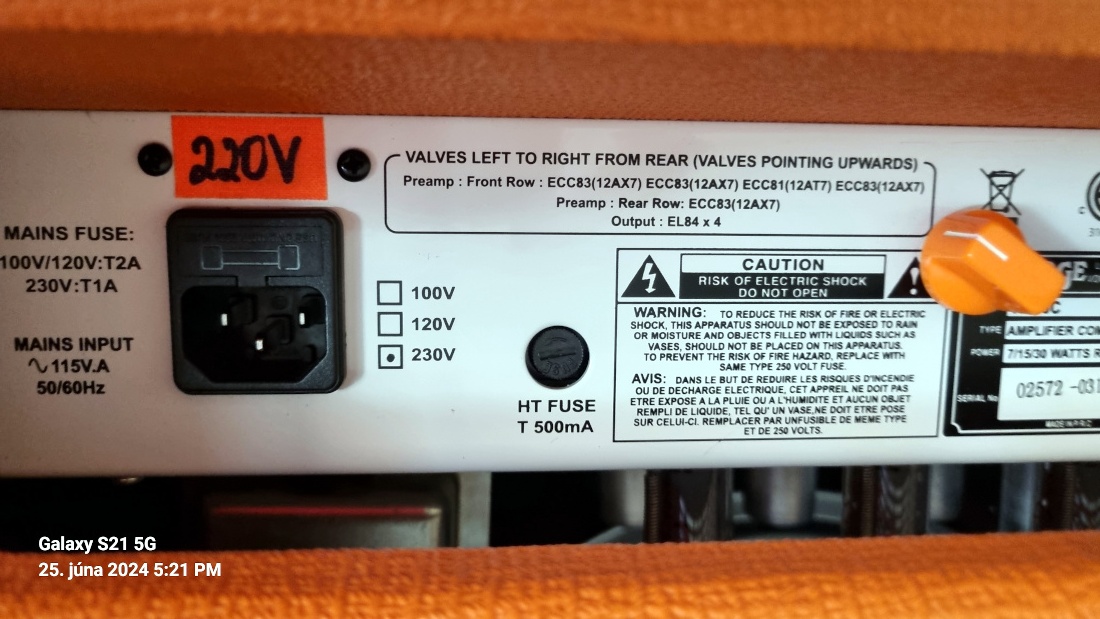 220V
VALVES LEFT TO RIGHT FROM REAR (VALVES POINTING UPWARDS)
Preamp : Front Row : ECC83(12AX7) ECC83(12AX7) ECC81(12AT7) ECC83(12AX7)
Preamp : Rear Row: ECC83(12AX7)
Output : EL84 x 4
MAINS FUSE:
100V/120V:T2A
230V:T1A
MAINS INPUT
∿115V.A
50/60Hz
100V
120V
230V
HT FUSE
T 500mA
CAUTION
RISK OF ELECTRIC SHOCK
DO NOT OPEN
WARNING: TO REDUCE THE RISK OF FIRE OR ELECTRIC
SHOCK, THIS APPARATUS SHOULD NOT BE EXPOSED TO RAIN
OR MOISTURE AND OBJECTS FILLED WITH LIQUIDS SUCH AS
VASES, SHOULD NOT BE PLACED ON THIS APPARATUS.
TO PREVENT THE RISK OF FIRE HAZARD, REPLACE WITH
SAME TYPE 250 VOLT FUSE.
AVIS: DANS LE BUT DE REDUIRE LES RISQUES D'INCENDIE
OU DE DECHARGE ELECTRIQUE, CET APPREIL NE DOIT PAS
ETRE EXPOSE A LA PLUIE OU A L'HUMIDITE ET AUCUN OBJET
REMPLI DE LIQUIDE, TEL QU' UN VASE,NE DOIT ETRE POSE
SUR CELUI-CI. REMPLACER PAR UNFUSIBLE DE MEME TYPE
ET DE 250 VOLTS.
TYPE AMPLIFIER
POWER 7/15/30 WATTS
SERIAL No 02572
MADE IN P.R.C
Galaxy S21 5G
25. júna 2024 5:21 PM